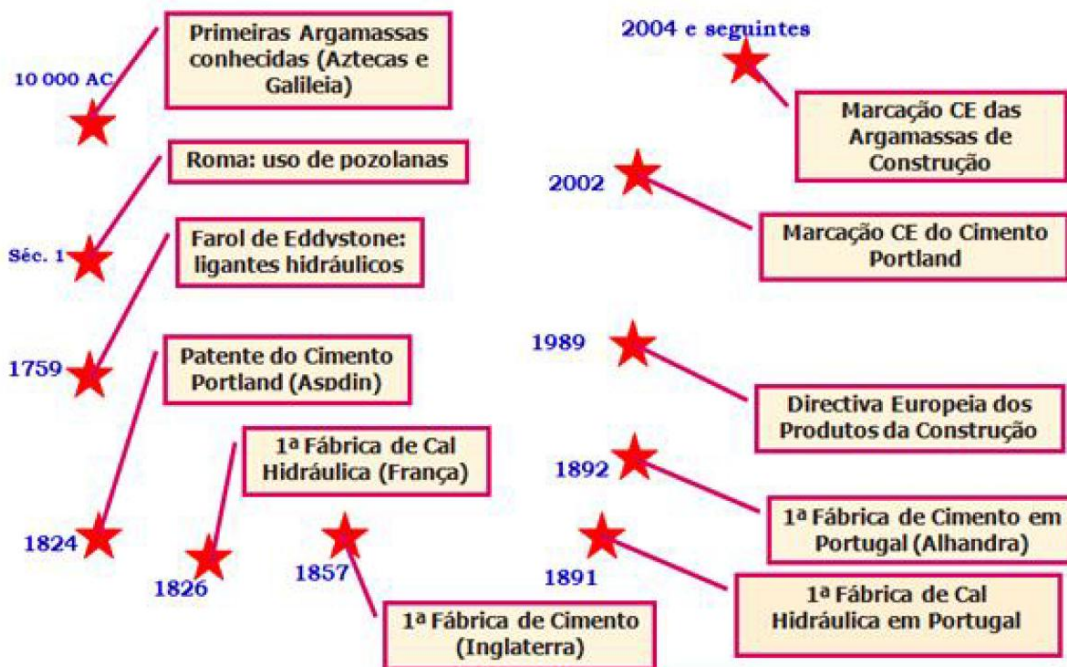 10 000 AC
Primeiras Argamassas
conhecidas (Aztecas e
Galileia)
Séc. 1
Roma: uso de pozolanas
1759
Farol de Eddystone:
ligantes hidráulicos
1824
Patente do Cimento
Portland (Aspdin)
1826
1ª Fábrica de Cal
Hidráulica (França)
1857
1ª Fábrica de Cimento
(Inglaterra)
1891
1ª Fábrica de Cal
Hidráulica em Portugal
1892
1ª Fábrica de Cimento em
Portugal (Alhandra)
1989
Directiva Europeia dos
Produtos da Construção
2002
Marcação CE do Cimento
Portland
2004 e seguintes
Marcação CE das
Argamassas de
Construção